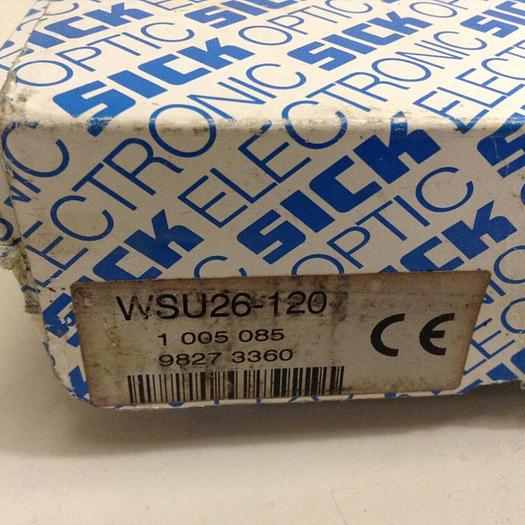 SICK OPTIC
SICK ELECTRONIC
OPTIC SICK ELECTRONIC
SICK OPTIC
ELECTRONIC SICK
WSU26-120
1 005 085
9827 3360
CE